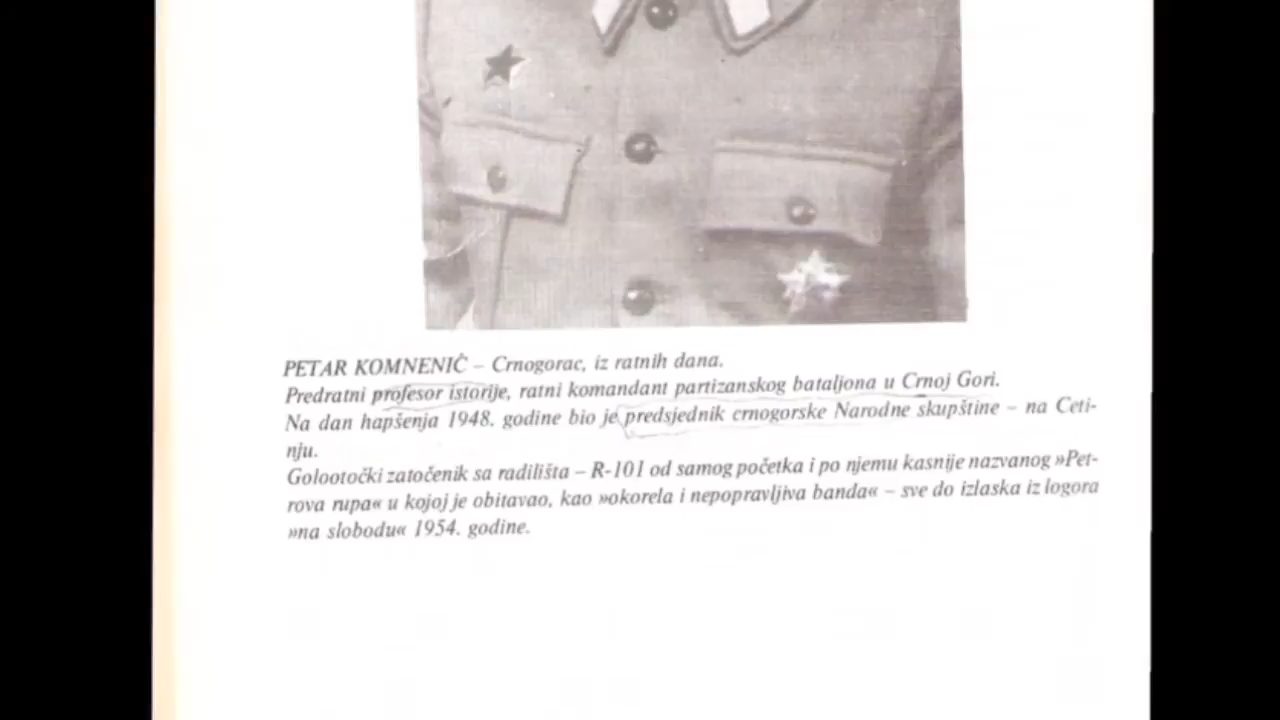 PETAR KOMNENIĆ – Crnogorac, iz ratnih dana.
Predratni profesor istorije, ratni komandant partizanskog bataljona u Crnoj Gori.
Na dan hapšenja 1948. godine bio je predsjednik crnogorske Narodne skupštine – na Ceti-
nju.
Golootočki zatočenik sa radilišta – R-101 od samog početka i po njemu kasnije nazvanog »Pet-
rova rupa« u kojoj je obitavao, kao »okorela i nepopravljiva banda« – sve do izlaska iz logora
»na slobodu« 1954. godine.